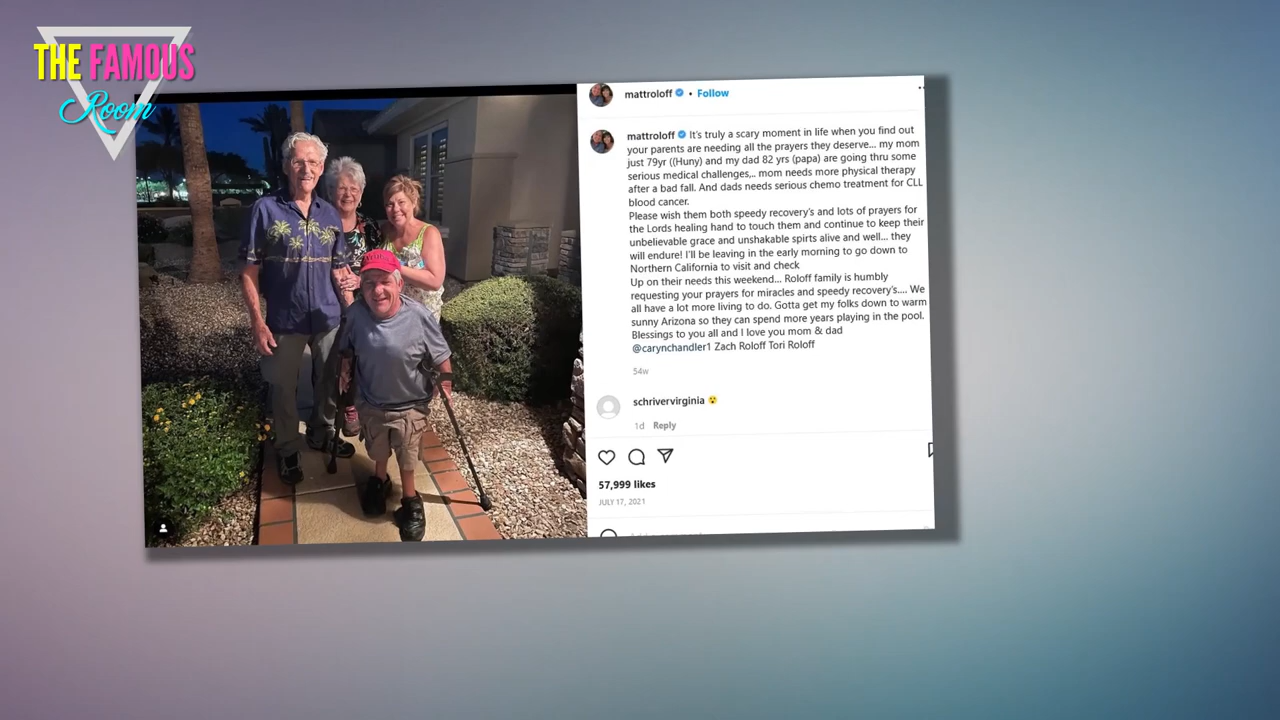 THE FAMOUS
Room
mattroloff • Follow
mattroloff It's truly a scary moment in life when you find out
your parents are needing all the prayers they deserve... my mom
just 79yr ((Huny) and my dad 82 yrs (papa) are going thru some
serious medical challenges,.. mom needs more physical therapy
after a bad fall. And dads needs serious chemo treatment for CLL
blood cancer.
Please wish them both speedy recovery's and lots of prayers for
the Lords healing hand to touch them and continue to keep their
unbelievable grace and unshakable spirts alive and well... they
will endure! I'll be leaving in the early morning to go down to
Northern California to visit and check
Up on their needs this weekend... Roloff family is humbly
requesting your prayers for miracles and speedy recovery's.... We
all have a lot more living to do. Gotta get my folks down to warm
sunny Arizona so they can spend more years playing in the pool.
Blessings to you all and I love you mom & dad
@carynchandler1 Zach Roloff Tori Roloff
54w
schrivervirginia 😮
1d Reply
57,999 likes
JULY 17, 2021